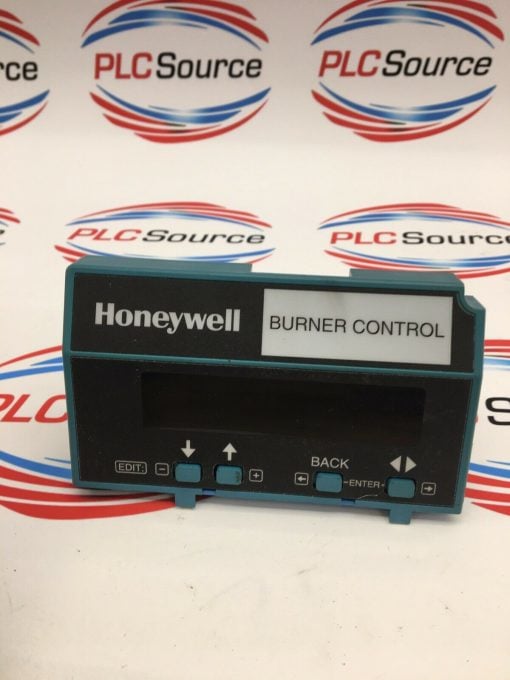 PLCSource
PLCSource
PLCSource
PLCSource
Honeywell
BURNER CONTROL
BACK
EDIT: - + ← -ENTER- →